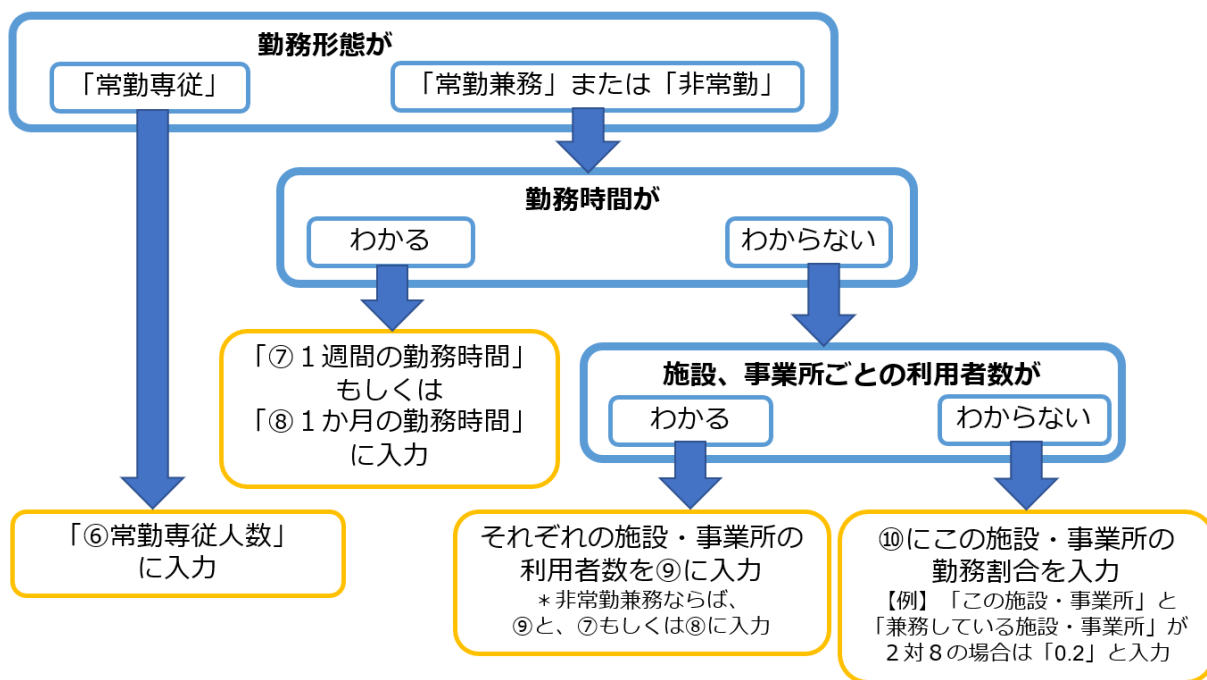 勤務形態が
「常勤専従」
「常勤兼務」または「非常勤」
勤務時間が
わかる
わからない
「⑦１週間の勤務時間」
もしくは
「⑧１か月の勤務時間」
に入力
施設、事業所ごとの利用者数が
わかる
わからない
「⑥常勤専従人数」
に入力
それぞれの施設・事業所の
利用者数を⑨に入力
＊非常勤兼務ならば、
⑨と、⑦もしくは⑧に入力
⑩にこの施設・事業所の
勤務割合を入力
【例】「この施設・事業所」と
「兼務している施設・事業所」が
２対８の場合は「0.2」と入力